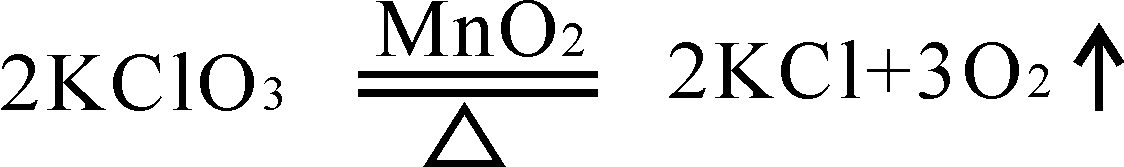 MnO₂
2KClO₃ ═══ 2KCl+3O₂↑
△